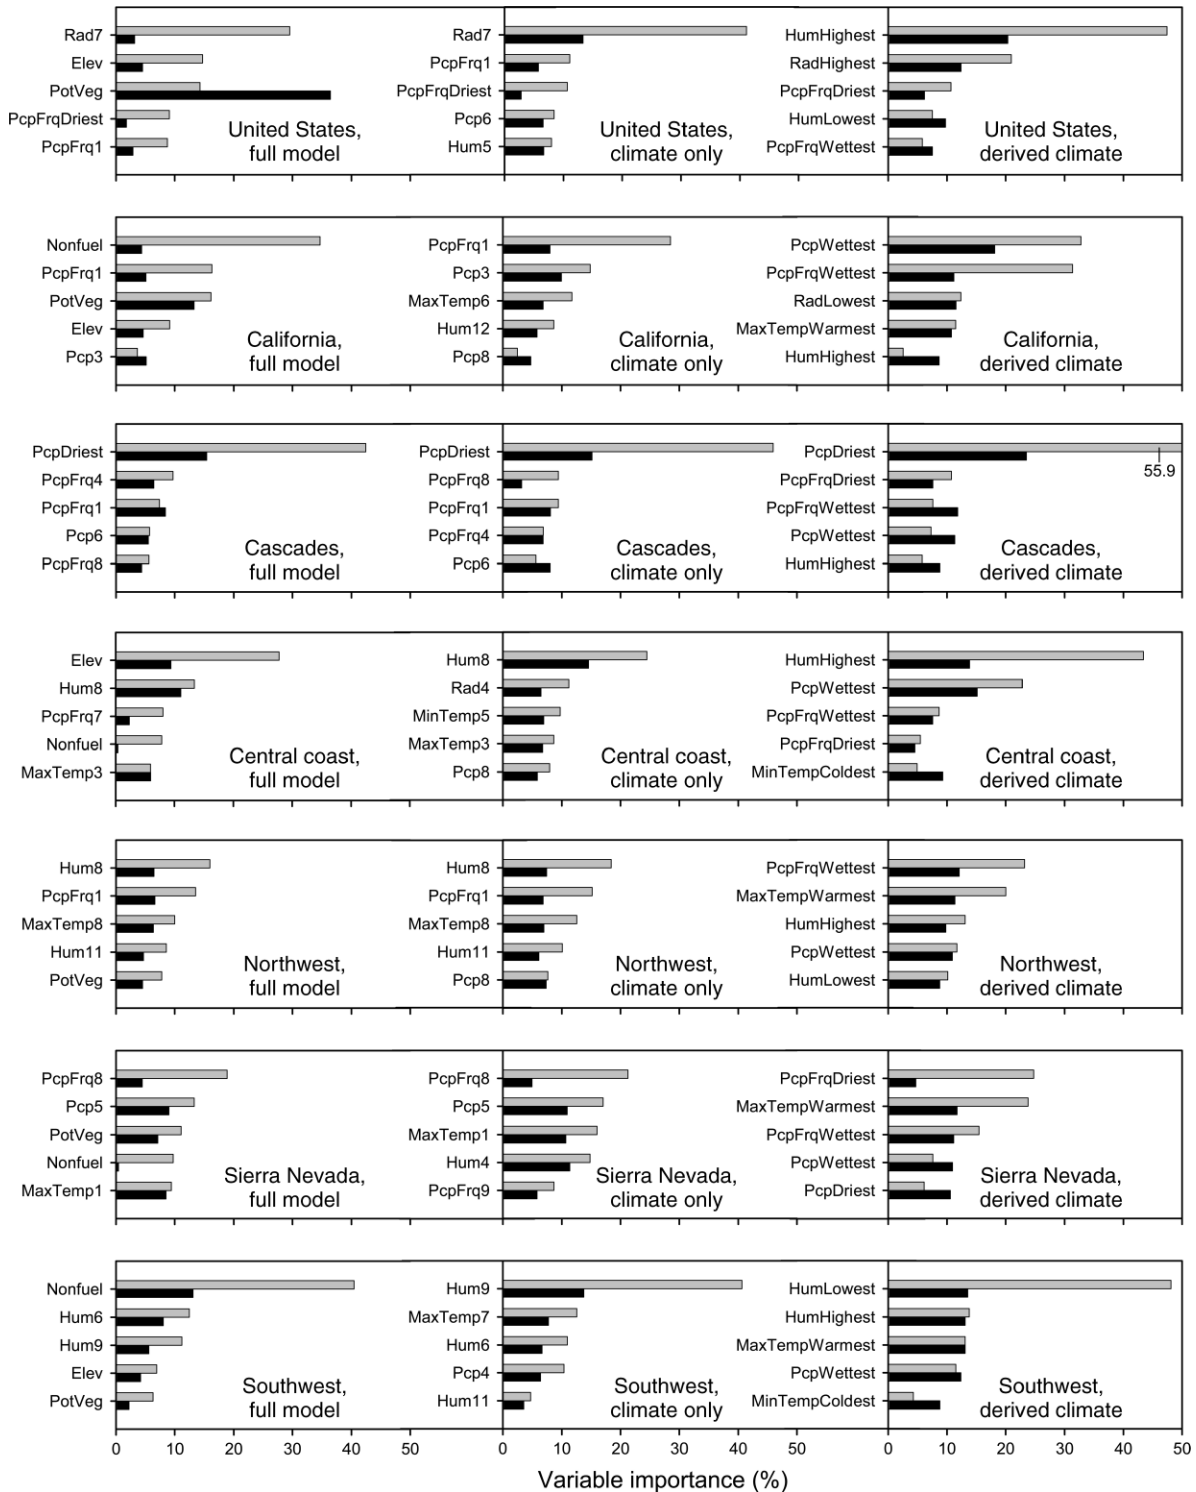 Rad7
Elev
PotVeg
PcpFrqDriest
PcpFrq1
United States,
full model
Rad7
PcpFrq1
PcpFrqDriest
Pcp6
Hum5
United States,
climate only
HumHighest
RadHighest
PcpFrqDriest
HumLowest
PcpFrqWettest
United States,
derived climate
Nonfuel
PcpFrq1
PotVeg
Elev
Pcp3
California,
full model
PcpFrq1
Pcp3
MaxTemp6
Hum12
Pcp8
California,
climate only
PcpWettest
PcpFrqWettest
RadLowest
MaxTempWarmest
HumHighest
California,
derived climate
PcpDriest
PcpFrq4
PcpFrq1
Pcp6
PcpFrq8
Cascades,
full model
PcpDriest
PcpFrq8
PcpFrq1
PcpFrq4
Pcp6
Cascades,
climate only
PcpDriest
PcpFrqDriest
PcpFrqWettest
PcpWettest
HumHighest
55.9
Cascades,
derived climate
Elev
Hum8
PcpFrq7
Nonfuel
MaxTemp3
Central coast,
full model
Hum8
Rad4
MinTemp5
MaxTemp3
Pcp8
Central coast,
climate only
HumHighest
PcpWettest
PcpFrqWettest
PcpFrqDriest
MinTempColdest
Central coast,
derived climate
Hum8
PcpFrq1
MaxTemp8
Hum11
PotVeg
Northwest,
full model
Hum8
PcpFrq1
MaxTemp8
Hum11
Pcp8
Northwest,
climate only
PcpFrqWettest
MaxTempWarmest
HumHighest
PcpWettest
HumLowest
Northwest,
derived climate
PcpFrq8
Pcp5
PotVeg
Nonfuel
MaxTemp1
Sierra Nevada,
full model
PcpFrq8
Pcp5
MaxTemp1
Hum4
PcpFrq9
Sierra Nevada,
climate only
PcpFrqDriest
MaxTempWarmest
PcpFrqWettest
PcpWettest
PcpDriest
Sierra Nevada,
derived climate
Nonfuel
Hum6
Hum9
Elev
PotVeg
Southwest,
full model
Hum9
MaxTemp7
Hum6
Pcp4
Hum11
Southwest,
climate only
HumLowest
HumHighest
MaxTempWarmest
PcpWettest
MinTempColdest
Southwest,
derived climate
0 10 20 30 40 50
0 10 20 30 40 50
0 10 20 30 40 50
Variable importance (%)